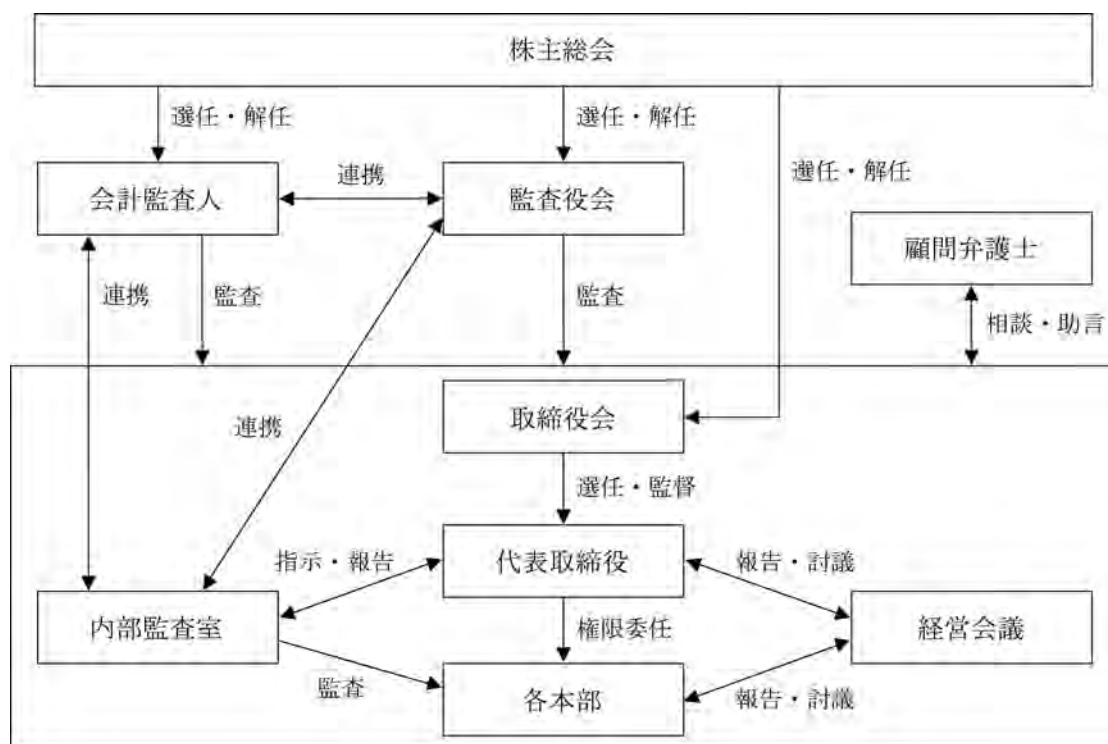 株主総会
選任・解任
選任・解任
選任・解任
会計監査人
連携
監査役会
顧問弁護士
連携
監査
監査
相談・助言
取締役会
連携
選任・監督
代表取締役
指示・報告
報告・討議
内部監査室
権限委任
経営会議
監査
各本部
報告・討議